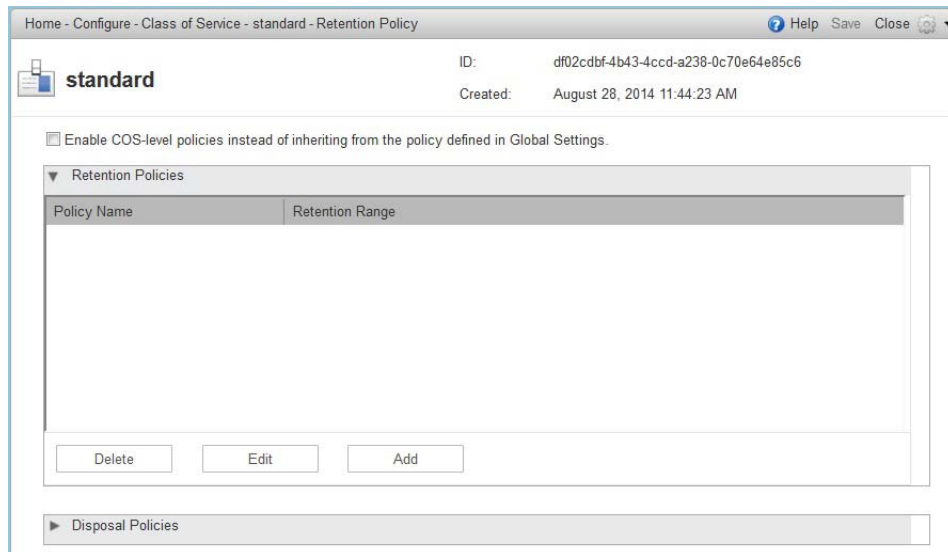 Home - Configure - Class of Service - standard - Retention Policy
Help Save Close
standard
ID: df02cdbf-4b43-4ccd-a238-0c70e64e85c6
Created: August 28, 2014 11:44:23 AM
Enable COS-level policies instead of inheriting from the policy defined in Global Settings.
Retention Policies
Policy Name Retention Range
Delete Edit Add
Disposal Policies